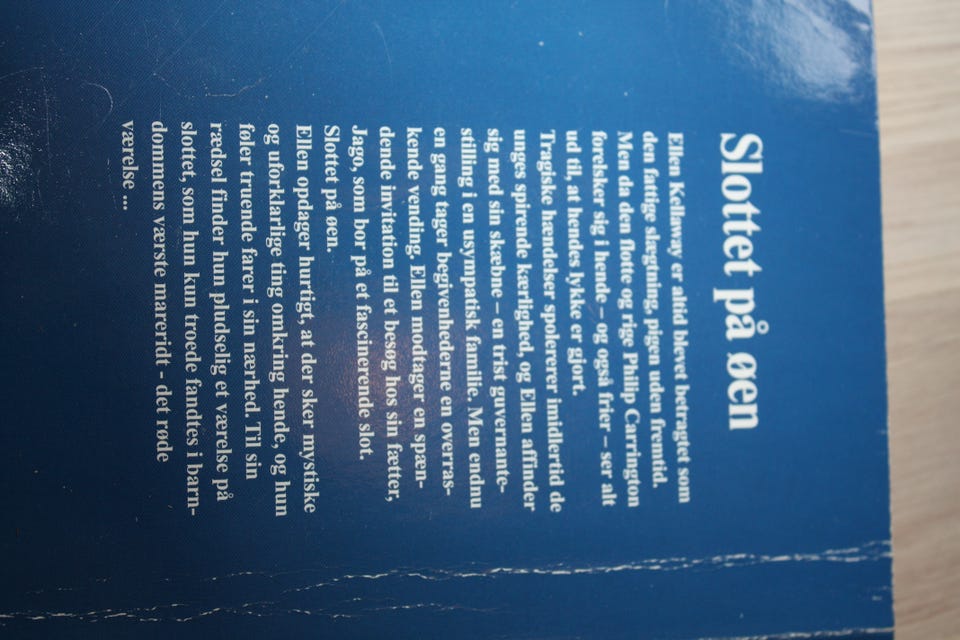 Slottet på øen
Ellen Kellaway er altid blevet betragtet som
den fattige slægtning, pigen uden fremtid.
Men da den flotte og rige Philip Carrington
forelsker sig i hende – og også frier – ser alt
ud til, at hendes lykke er gjort.
Tragiske hændelser spolerer imidlertid de
unges spirende kærlighed, og Ellen affinder
sig med sin skæbne – en trist guvernante-
stilling i en usympatisk familie. Men endnu
en gang tager begivenhederne en overras-
kende vending. Ellen modtager en spæn-
dende invitation til et besøg hos sin fætter,
Jago, som bor på et fascinerende slot.
Slottet på øen.
Ellen opdager hurtigt, at der sker mystiske
og uforklarlige ting omkring hende, og hun
føler truende farer i sin nærhed. Til sin
rædsel finder hun pludselig et værelse på
slottet, som hun kun troede fandtes i barn-
dommens værste mareridt - det røde
værelse ...